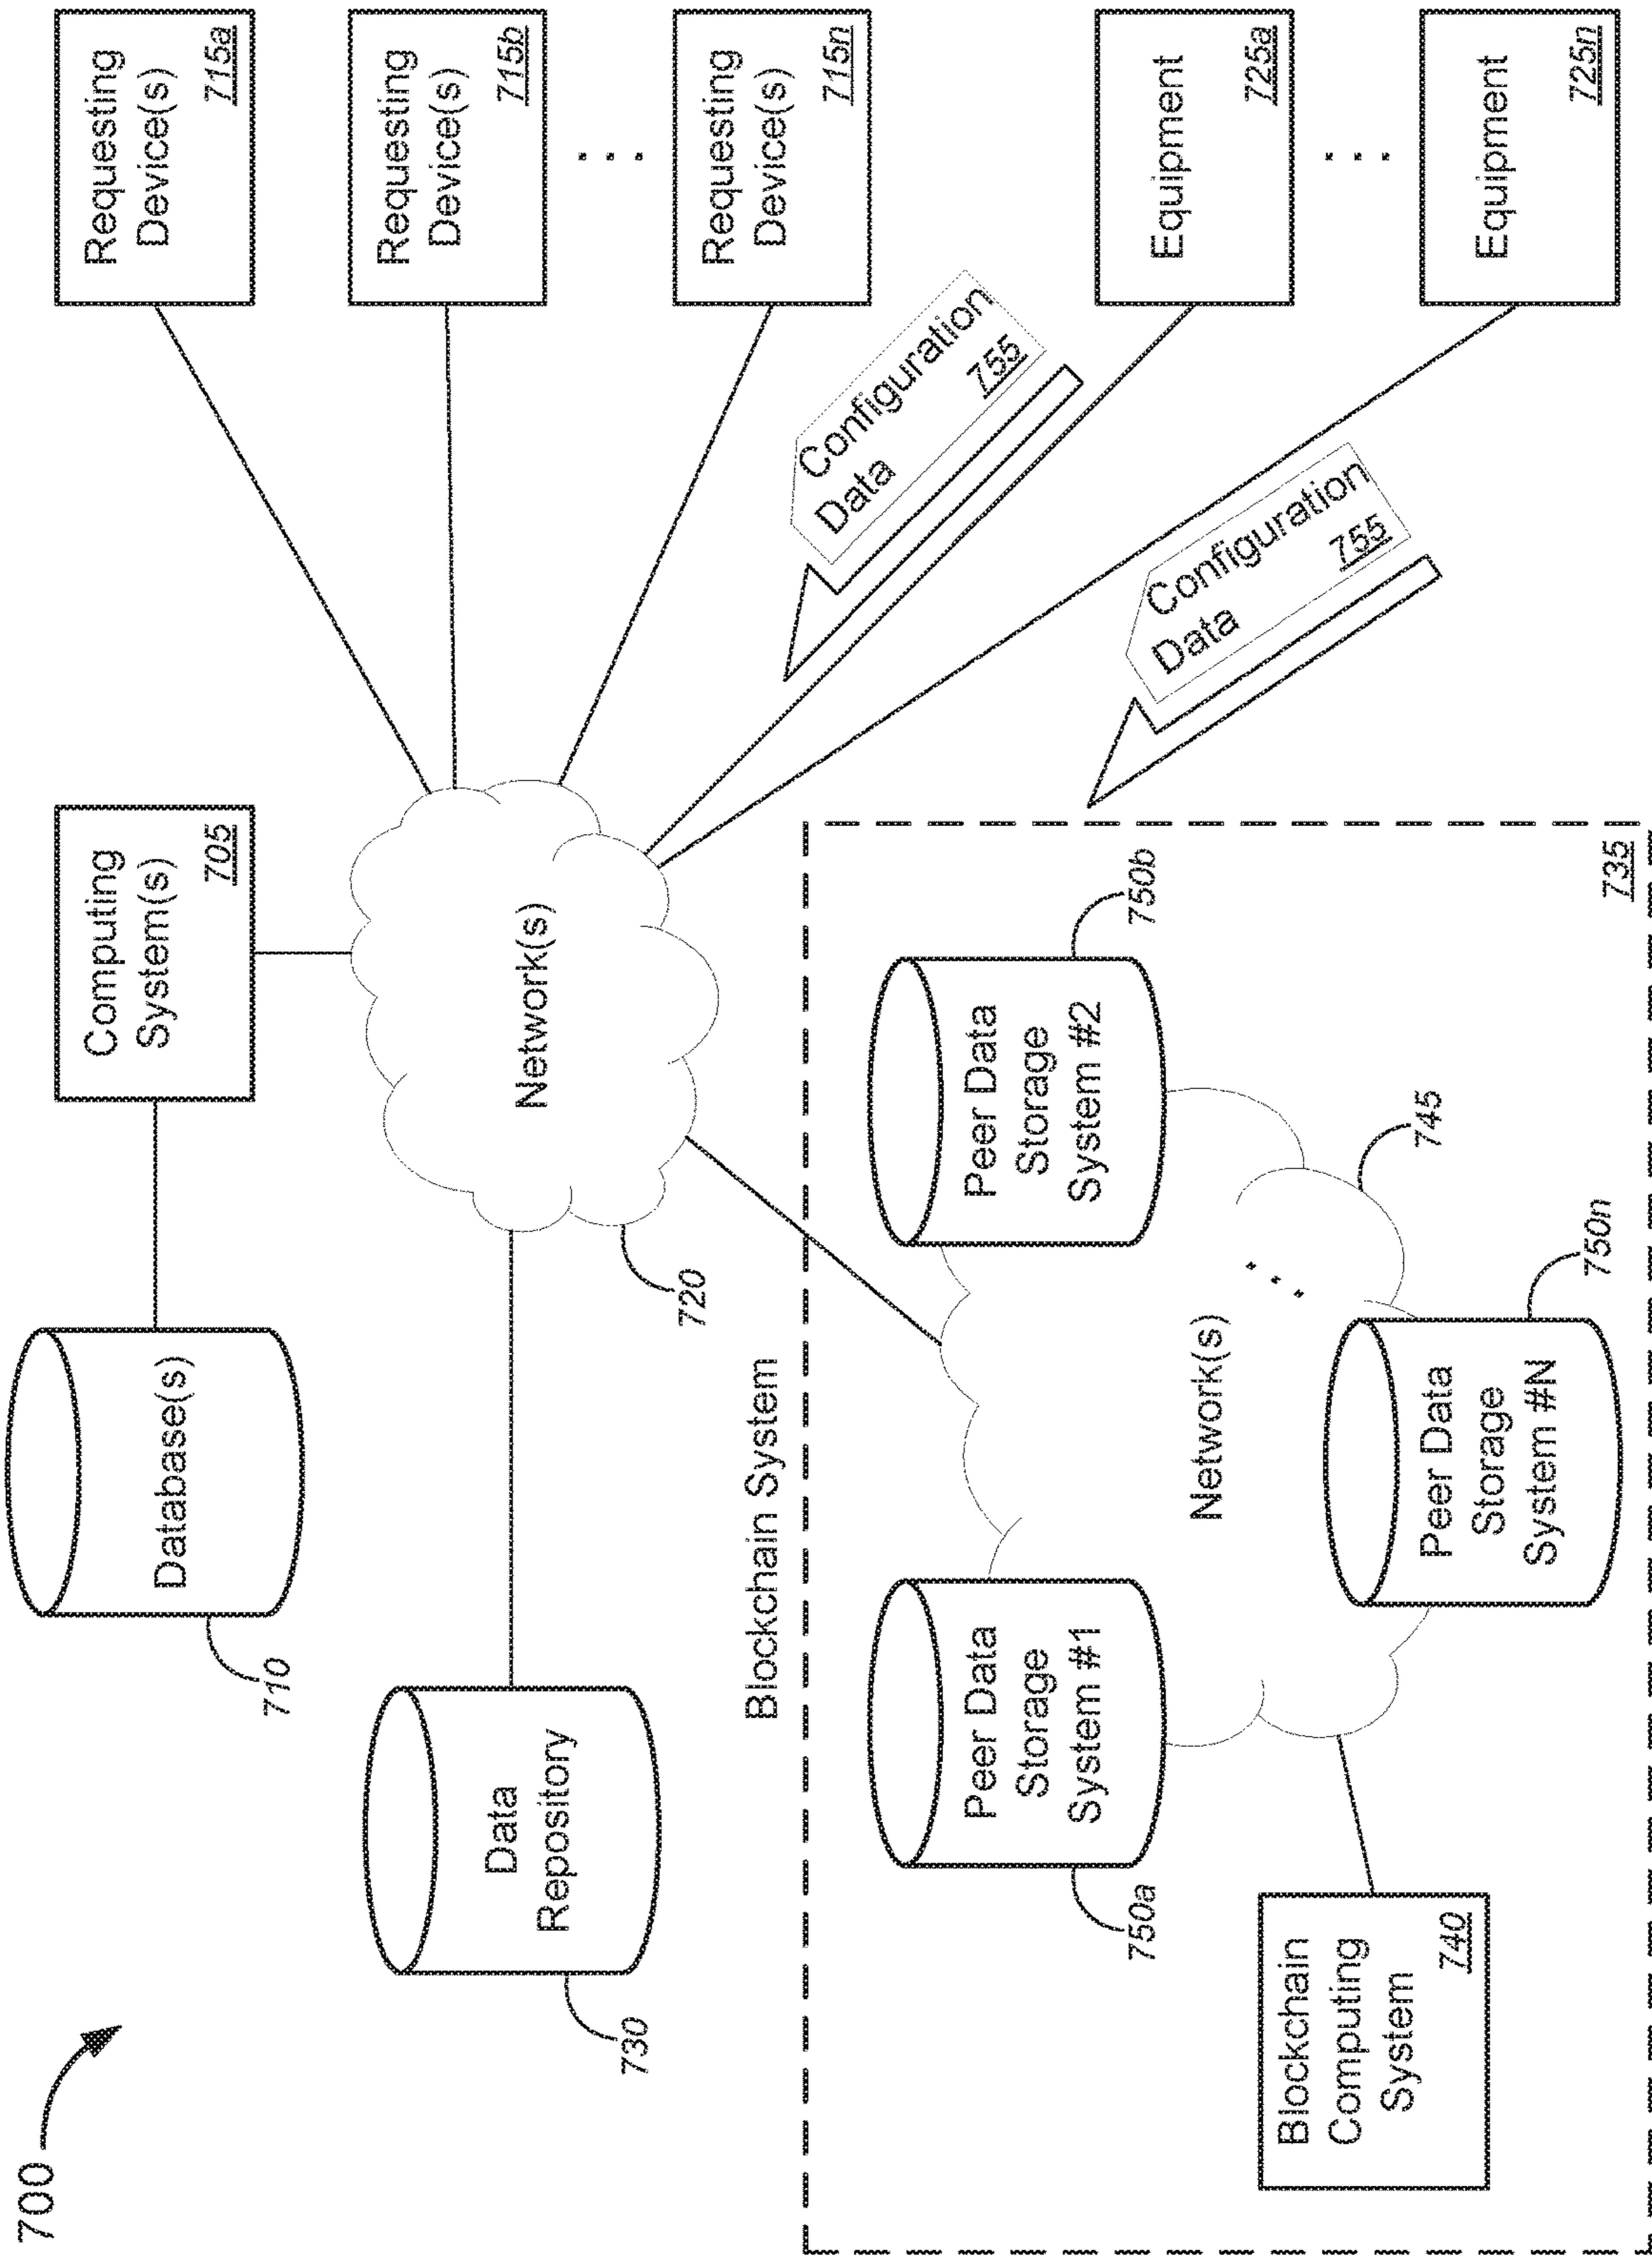 700
Database(s)
710
Computing
System(s)
705
Requesting
Device(s)
715a
Requesting
Device(s)
715b
. . .
Requesting
Device(s)
715n
Data
Repository
730
Network(s)
720
Configuration
Data
755
Configuration
Data
755
Equipment
725a
. . .
Equipment
725n
Blockchain System
Peer Data
Storage
System #1
750a
Peer Data
Storage
System #2
750b
Network(s)
. . .
745
Blockchain
Computing
System
740
Peer Data
Storage
System #N
750n
735